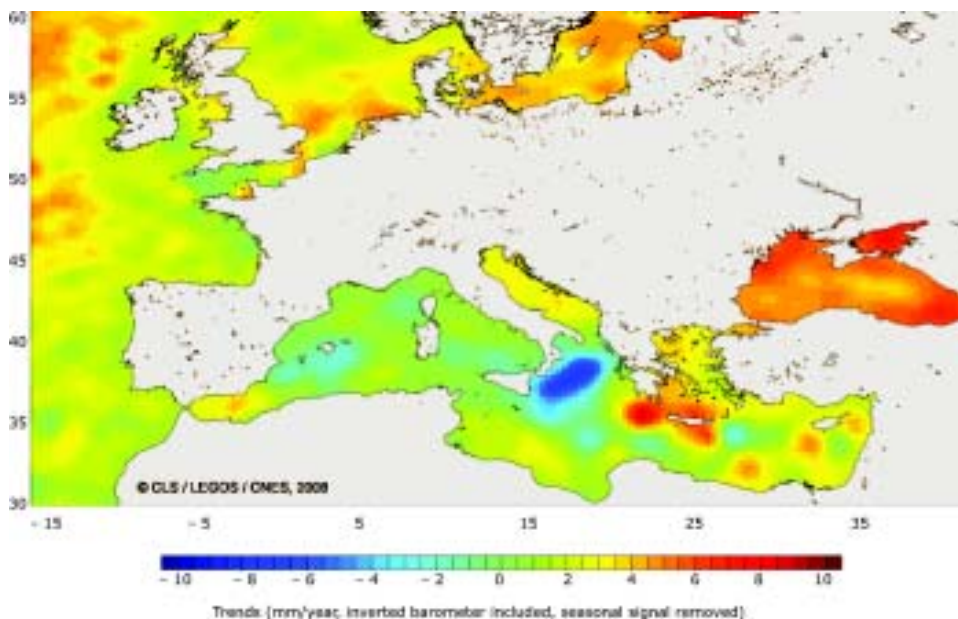 60
55
50
45
40
35
30
© CLS / LEGOS / CNES, 2008
- 15 - 5 5 15 25 35
- 10 - 8 - 6 - 4 - 2 0 2 4 6 8 10
Trends (mm/year, inverted barometer included, seasonal signal removed)